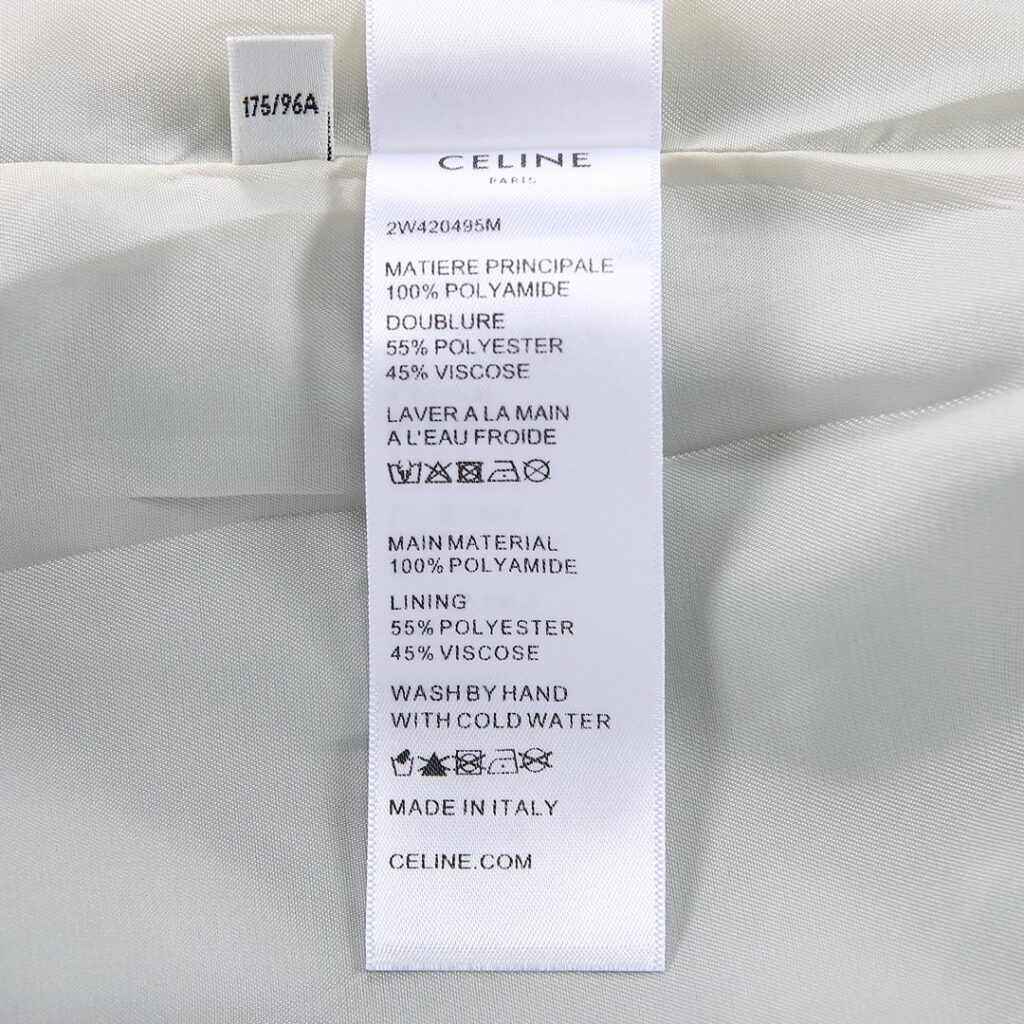 175/96A
CELINE
PARIS
2W420495M
MATIERE PRINCIPALE
100% POLYAMIDE
DOUBLURE
55% POLYESTER
45% VISCOSE
LAVER A LA MAIN
A L'EAU FROIDE
MAIN MATERIAL
100% POLYAMIDE
LINING
55% POLYESTER
45% VISCOSE
WASH BY HAND
WITH COLD WATER
MADE IN ITALY
CELINE.COM